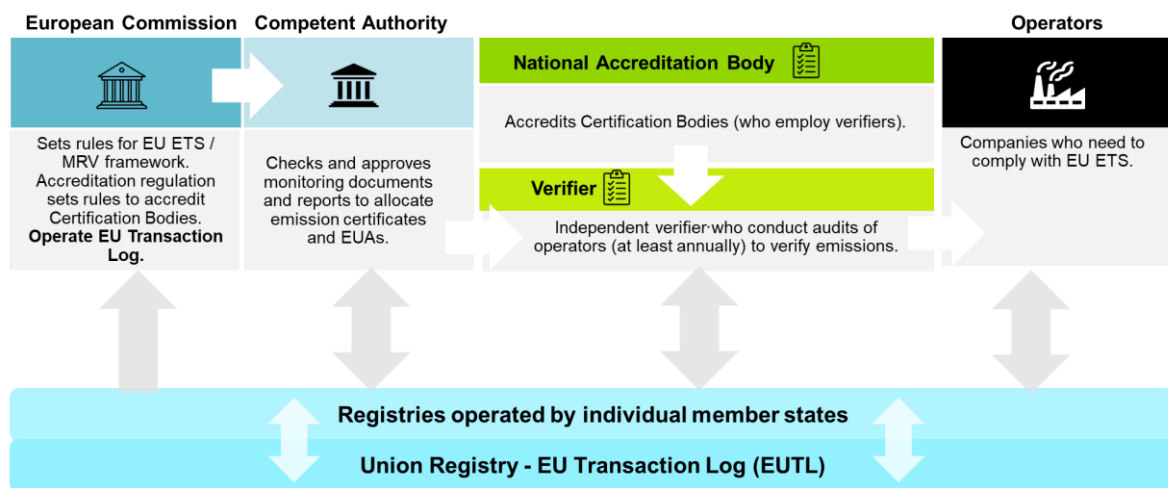 European Commission
Sets rules for EU ETS /
MRV framework.
Accreditation regulation
sets rules to accredit
Certification Bodies.
Operate EU Transaction
Log.
Competent Authority
Checks and approves
monitoring documents
and reports to allocate
emission certificates
and EUAs.
National Accreditation Body
Accredits Certification Bodies (who employ verifiers).
Verifier
Independent verifier·who conduct audits of
operators (at least annually) to verify emissions.
Operators
Companies who need to
comply with EU ETS.
Registries operated by individual member states
Union Registry - EU Transaction Log (EUTL)